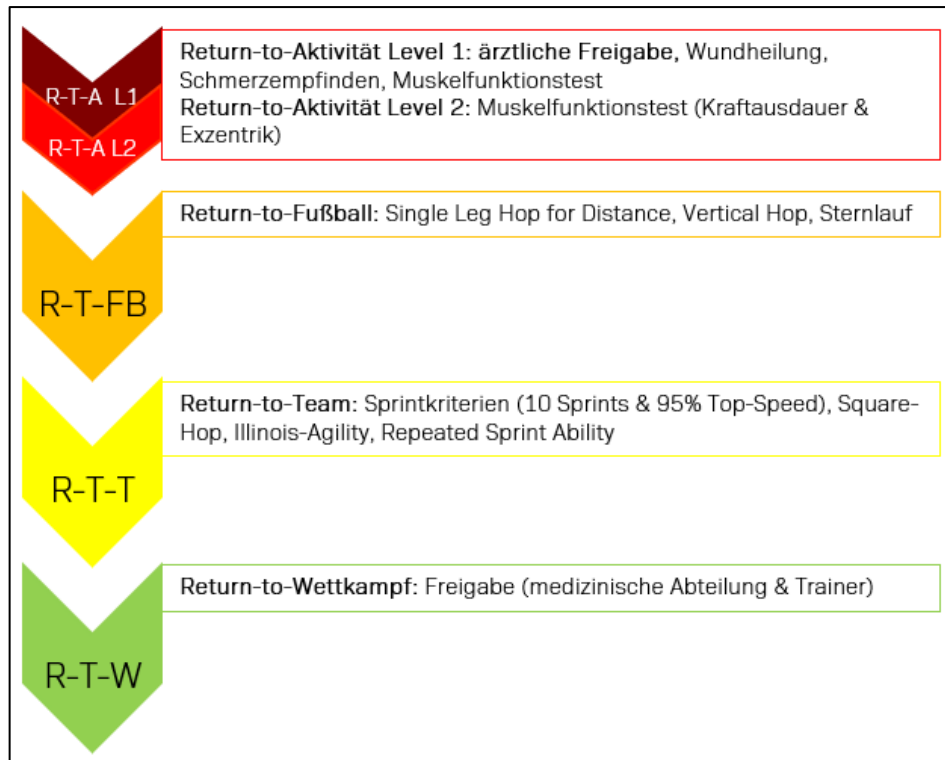 R-T-A L1
R-T-A L2
Return-to-Aktivität Level 1: ärztliche Freigabe, Wundheilung,
Schmerzempfinden, Muskelfunktionstest
Return-to-Aktivität Level 2: Muskelfunktionstest (Kraftausdauer &
Exzentrik)
R-T-FB
Return-to-Fußball: Single Leg Hop for Distance, Vertical Hop, Sternlauf
R-T-T
Return-to-Team: Sprintkriterien (10 Sprints & 95% Top-Speed), Square-
Hop, Illinois-Agility, Repeated Sprint Ability
R-T-W
Return-to-Wettkampf: Freigabe (medizinische Abteilung & Trainer)